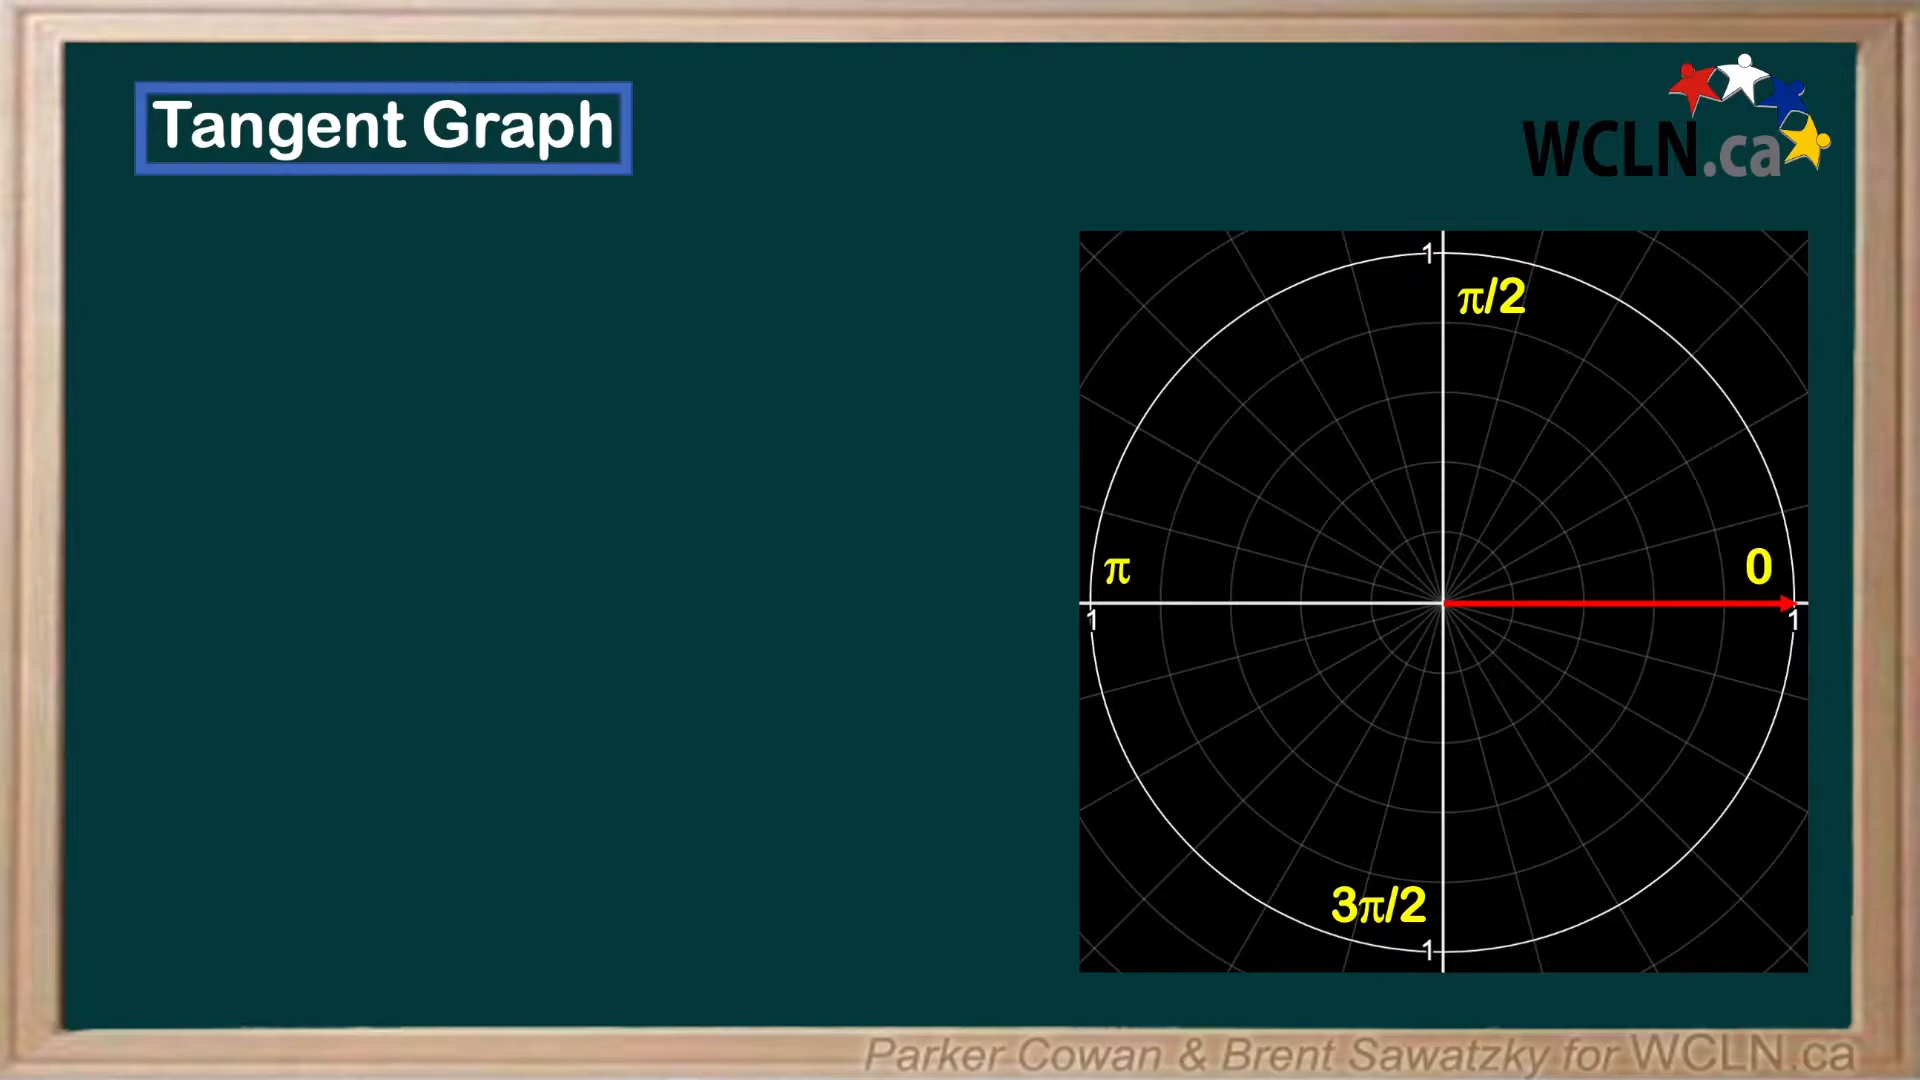 Tangent Graph
WCLN.ca
1
π/2
π
0
1
1
3π/2
1
Parker Cowan & Brent Sawatzky for WCLN.ca